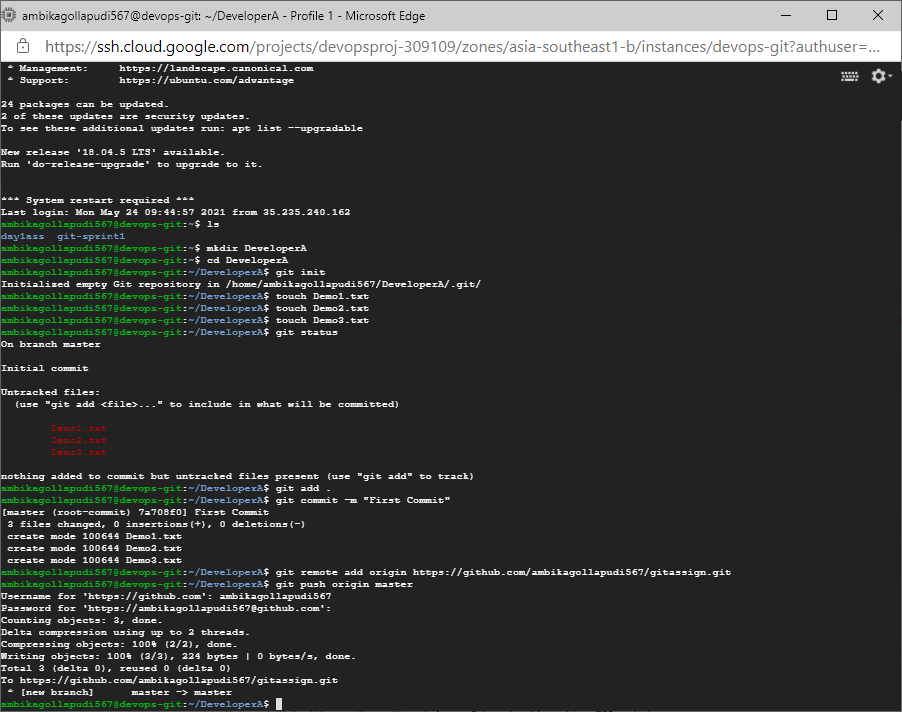 ambikagollapudi567@devops-git: ~/DeveloperA - Profile 1 - Microsoft Edge
https://ssh.cloud.google.com/projects/devopsproj-309109/zones/asia-southeast1-b/instances/devops-git?authuser=...
* Management: https://landscape.canonical.com
* Support: https://ubuntu.com/advantage
24 packages can be updated.
2 of these updates are security updates.
To see these additional updates run: apt list --upgradable
New release '18.04.5 LTS' available.
Run 'do-release-upgrade' to upgrade to it.
*** System restart required ***
Last login: Mon May 24 09:44:57 2021 from 35.235.240.162
ambikagollapudi567@devops-git:~$ ls
day1ass git-sprint1
ambikagollapudi567@devops-git:~$ mkdir DeveloperA
ambikagollapudi567@devops-git:~$ cd DeveloperA
ambikagollapudi567@devops-git:~/DeveloperA$ git init
Initialized empty Git repository in /home/ambikagollapudi567/DeveloperA/.git/
ambikagollapudi567@devops-git:~/DeveloperA$ touch Demo1.txt
ambikagollapudi567@devops-git:~/DeveloperA$ touch Demo2.txt
ambikagollapudi567@devops-git:~/DeveloperA$ touch Demo3.txt
ambikagollapudi567@devops-git:~/DeveloperA$ git status
On branch master
Initial commit
Untracked files:
(use "git add <file>..." to include in what will be committed)
Demo1.txt
Demo2.txt
Demo3.txt
nothing added to commit but untracked files present (use "git add" to track)
ambikagollapudi567@devops-git:~/DeveloperA$ git add .
ambikagollapudi567@devops-git:~/DeveloperA$ git commit -m "First Commit"
[master (root-commit) 7a708f0] First Commit
3 files changed, 0 insertions(+), 0 deletions(-)
create mode 100644 Demo1.txt
create mode 100644 Demo2.txt
create mode 100644 Demo3.txt
ambikagollapudi567@devops-git:~/DeveloperA$ git remote add origin https://github.com/ambikagollapudi567/gitassign.git
ambikagollapudi567@devops-git:~/DeveloperA$ git push origin master
Username for 'https://github.com': ambikagollapudi567
Password for 'https://ambikagollapudi567@github.com':
Counting objects: 3, done.
Delta compression using up to 2 threads.
Compressing objects: 100% (2/2), done.
Writing objects: 100% (3/3), 224 bytes | 0 bytes/s, done.
Total 3 (delta 0), reused 0 (delta 0)
To https://github.com/ambikagollapudi567/gitassign.git
* [new branch] master -> master
ambikagollapudi567@devops-git:~/DeveloperA$